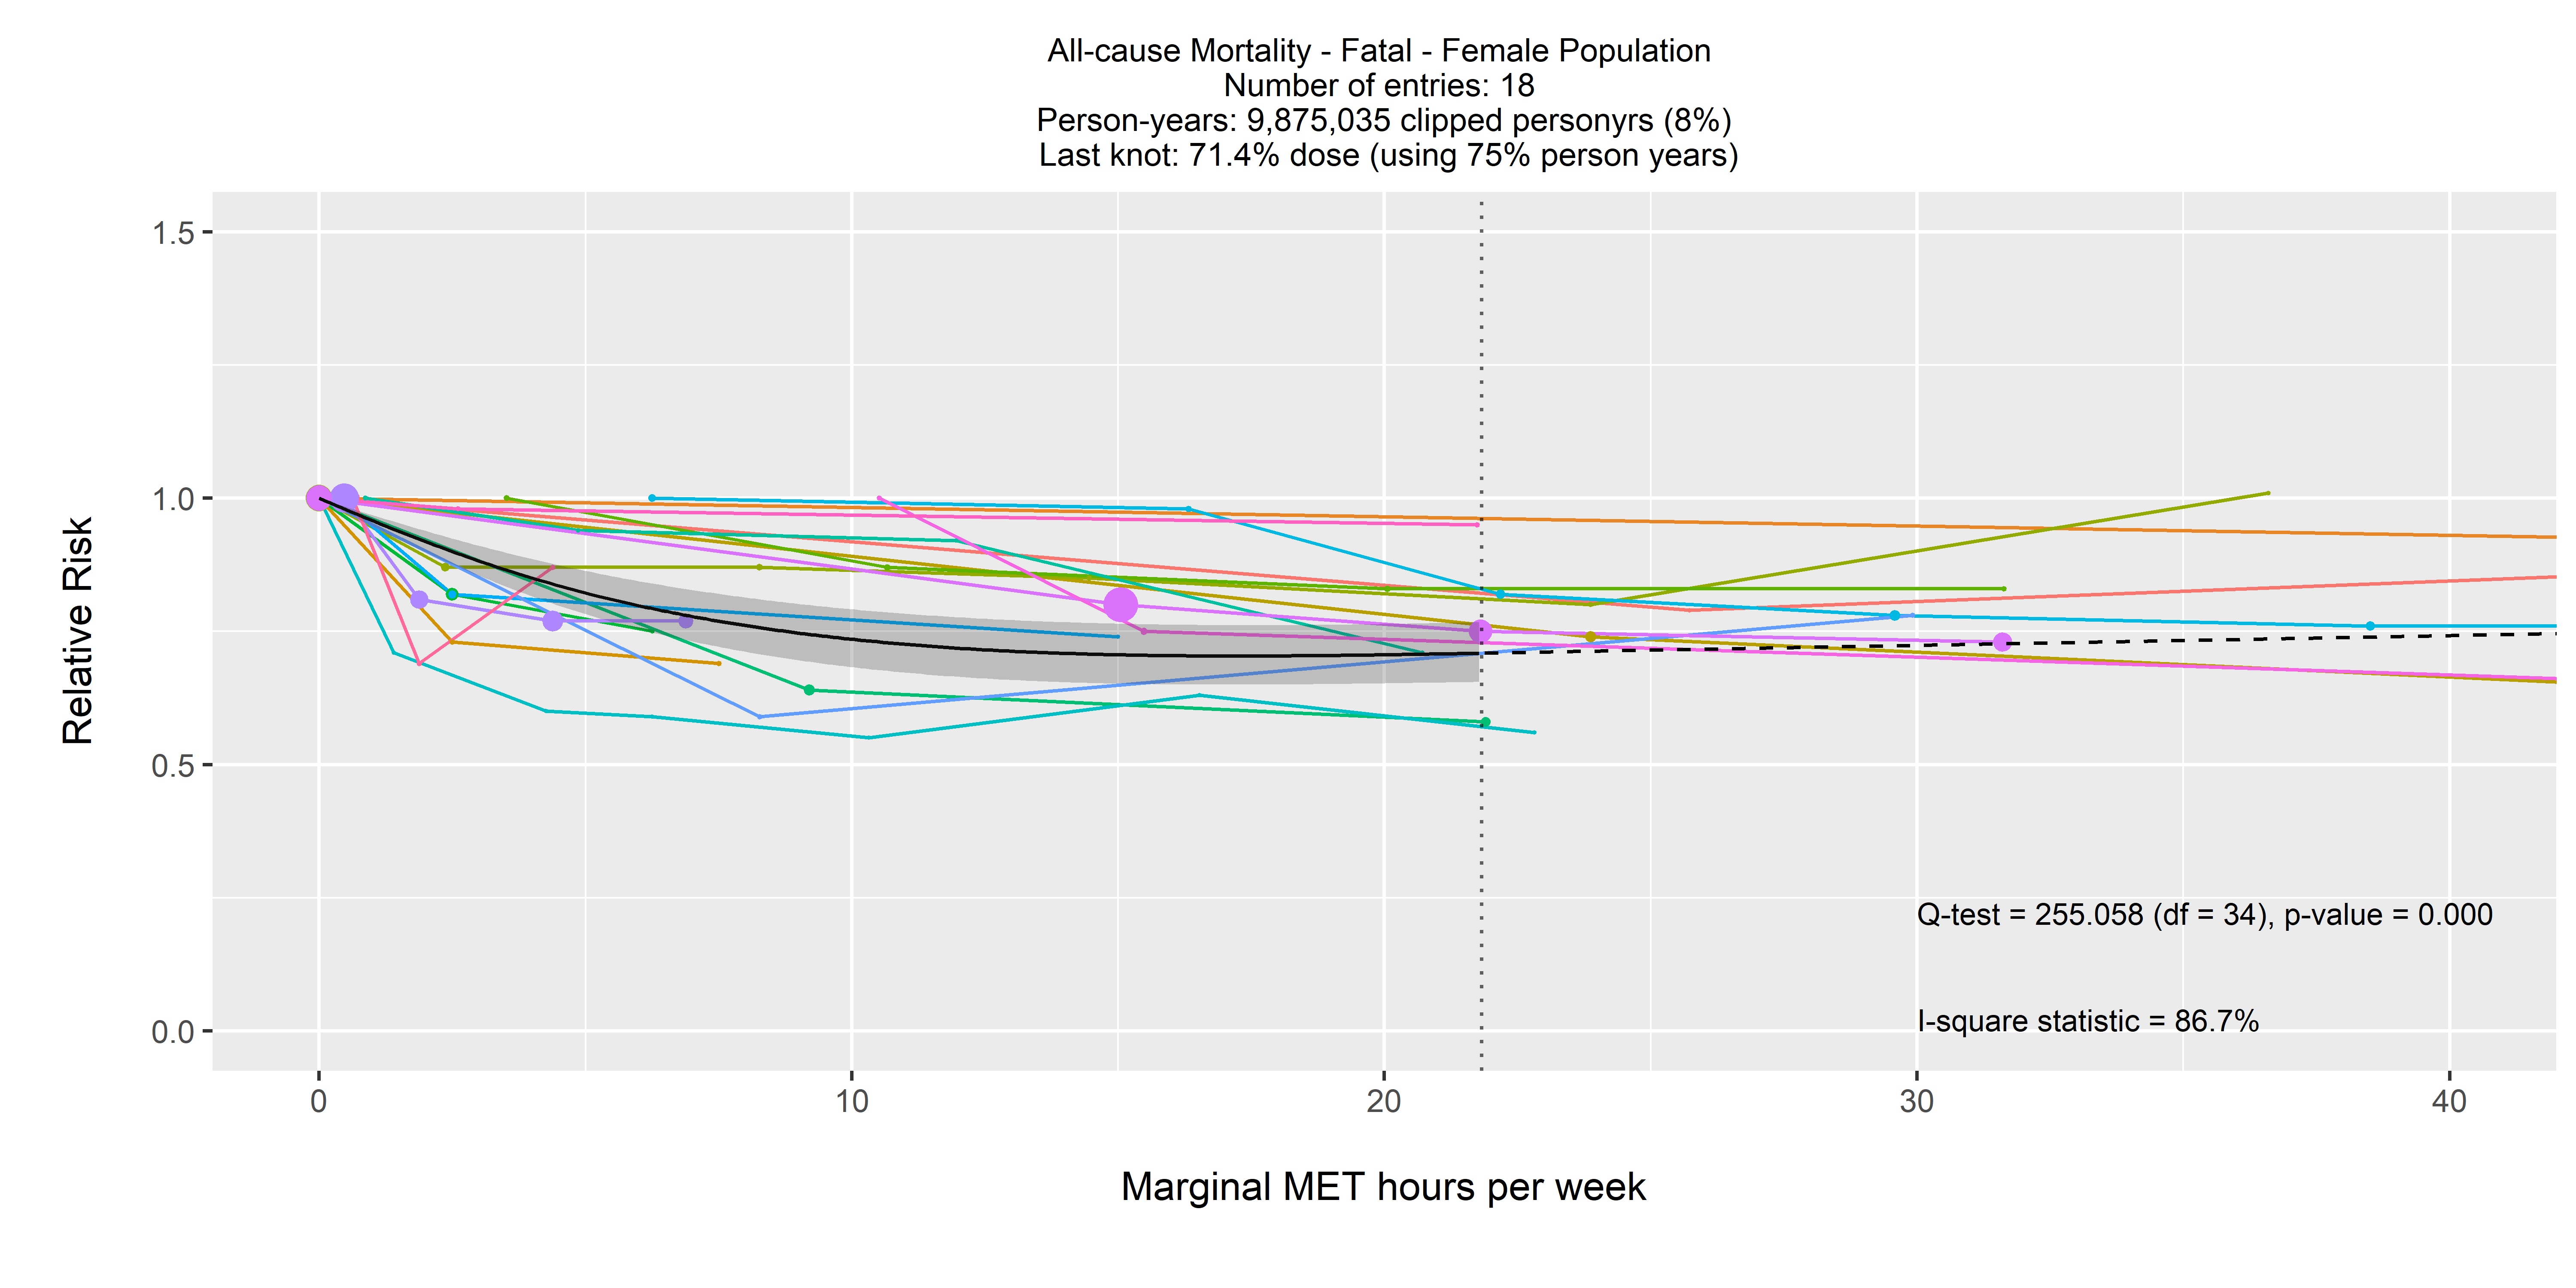 All-cause Mortality - Fatal - Female Population
Number of entries: 18
Person-years: 9,875,035 clipped personyrs (8%)
Last knot: 71.4% dose (using 75% person years)
1.5
1.0
0.5
0.0
Relative Risk
Q-test = 255.058 (df = 34), p-value = 0.000
I-square statistic = 86.7%
0 10 20 30 40
Marginal MET hours per week